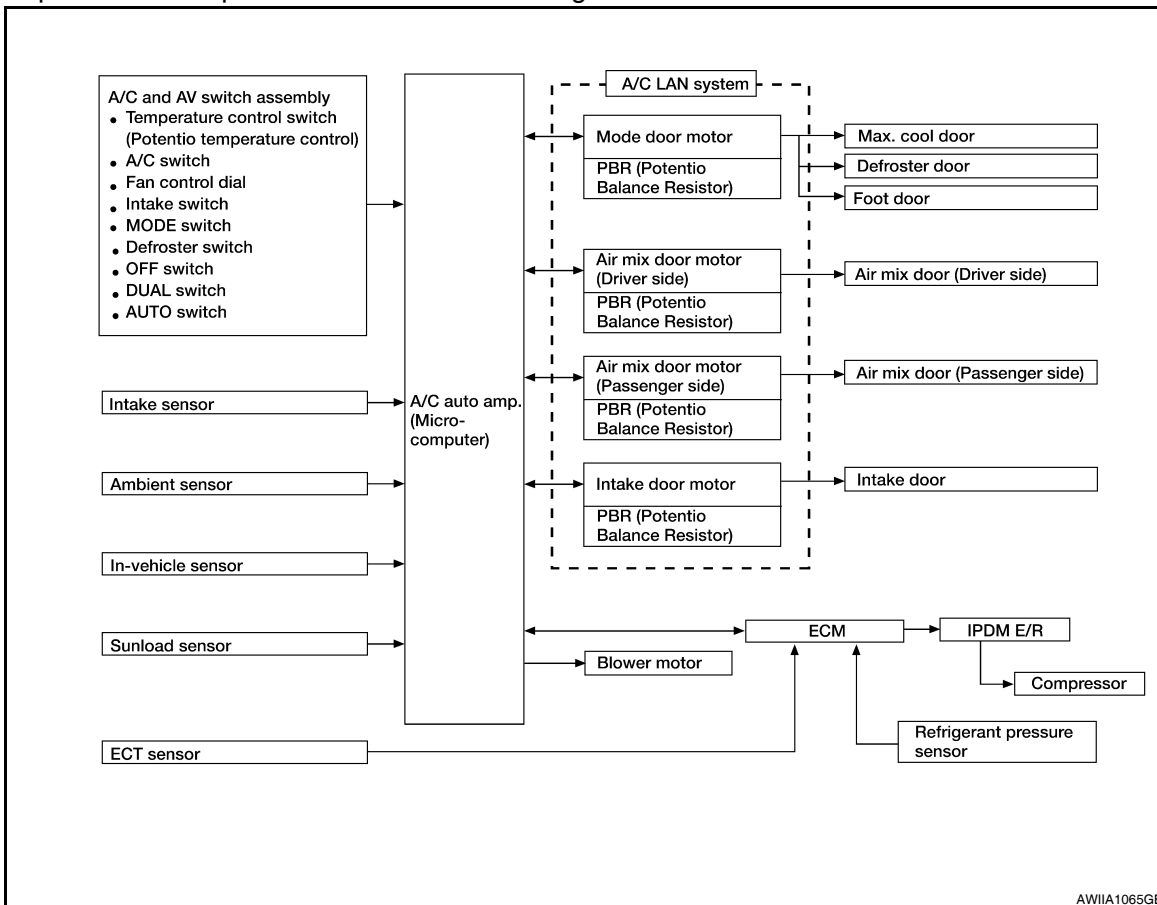 A/C LAN system
A/C and AV switch assembly
• Temperature control switch
(Potentio temperature control)
• A/C switch
• Fan control dial
• Intake switch
• MODE switch
• Defroster switch
• OFF switch
• DUAL switch
• AUTO switch
Intake sensor
Ambient sensor
In-vehicle sensor
Sunload sensor
ECT sensor
A/C auto amp.
(Micro-
computer)
Mode door motor
PBR (Potentio
Balance Resistor)
Air mix door motor
(Driver side)
PBR (Potentio
Balance Resistor)
Air mix door motor
(Passenger side)
PBR (Potentio
Balance Resistor)
Intake door motor
PBR (Potentio
Balance Resistor)
Max. cool door
Defroster door
Foot door
Air mix door (Driver side)
Air mix door (Passenger side)
Intake door
ECM
IPDM E/R
Blower motor
Compressor
Refrigerant pressure
sensor